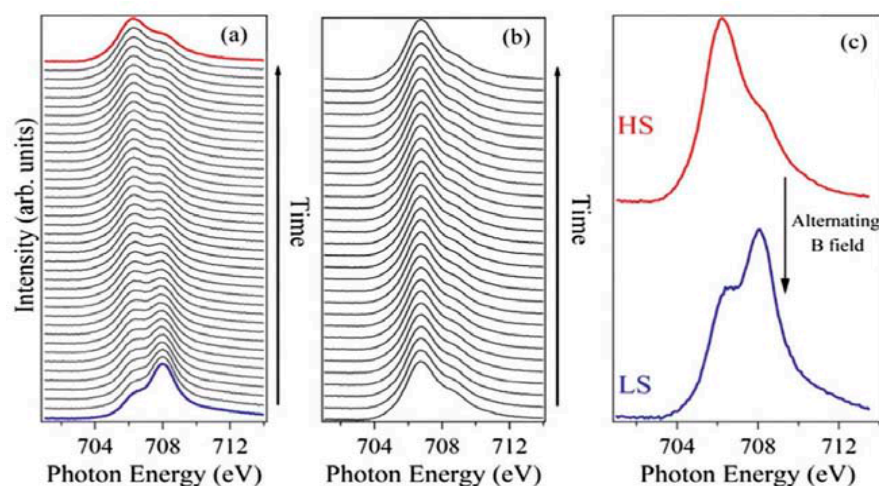 (a)
(b)
(c)
Intensity (arb. units)
Time
Time
HS
Alternating
B field
LS
704 708 712
704 708 712
704 708 712
Photon Energy (eV)
Photon Energy (eV)
Photon Energy (eV)